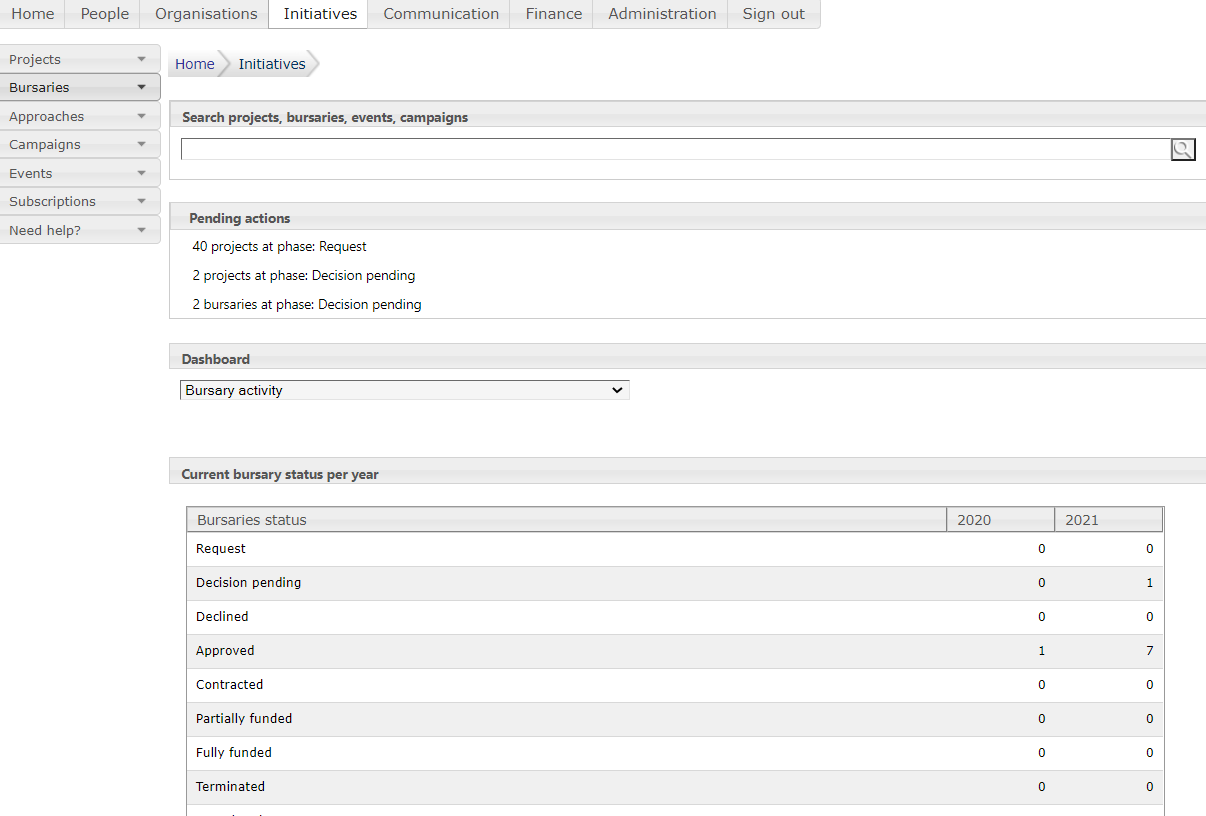 Home People Organisations Initiatives Communication Finance Administration Sign out
Projects
Bursaries
Approaches
Campaigns
Events
Subscriptions
Need help?
Home Initiatives
Search projects, bursaries, events, campaigns
Pending actions
40 projects at phase: Request
2 projects at phase: Decision pending
2 bursaries at phase: Decision pending
Dashboard
Bursary activity
Current bursary status per year
Bursaries status 2020 2021
Request 0 0
Decision pending 0 1
Declined 0 0
Approved 1 7
Contracted 0 0
Partially funded 0 0
Fully funded 0 0
Terminated 0 0